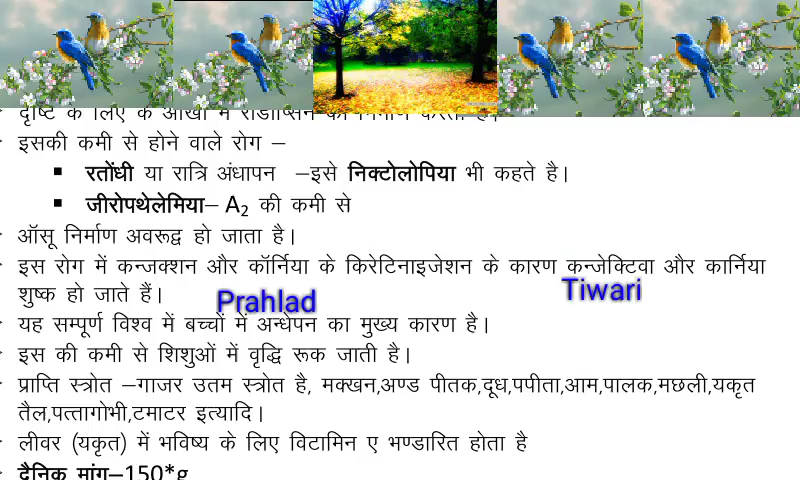 दृष्टि के लिए के आंखों में रोडोप्सिन का निर्माण करता है।
इसकी कमी से होने वाले रोग –
रतोंधी या रात्रि अंधापन –इसे निक्टोलोपिया भी कहते है।
जीरोपथेलेमिया– A₂ की कमी से
ऑसू निर्माण अवरूद्व हो जाता है।
इस रोग में कन्जक्शन और कॉर्निया के किरेटिनाइजेशन के कारण कन्जेक्टिवा और कार्निया
शुष्क हो जाते हैं।
Prahlad
Tiwari
यह सम्पूर्ण विश्व में बच्चों में अन्धेपन का मुख्य कारण है।
इस की कमी से शिशुओं में वृद्धि रूक जाती है।
प्राप्ति स्त्रोत –गाजर उतम स्त्रोत है, मक्खन,अण्ड पीतक,दूध,पपीता,आम,पालक,मछली,यकृत
तैल,पत्तागोभी,टमाटर इत्यादि।
लीवर (यकृत) में भविष्य के लिए विटामिन ए भण्डारित होता है
दैनिक मांग–150*g